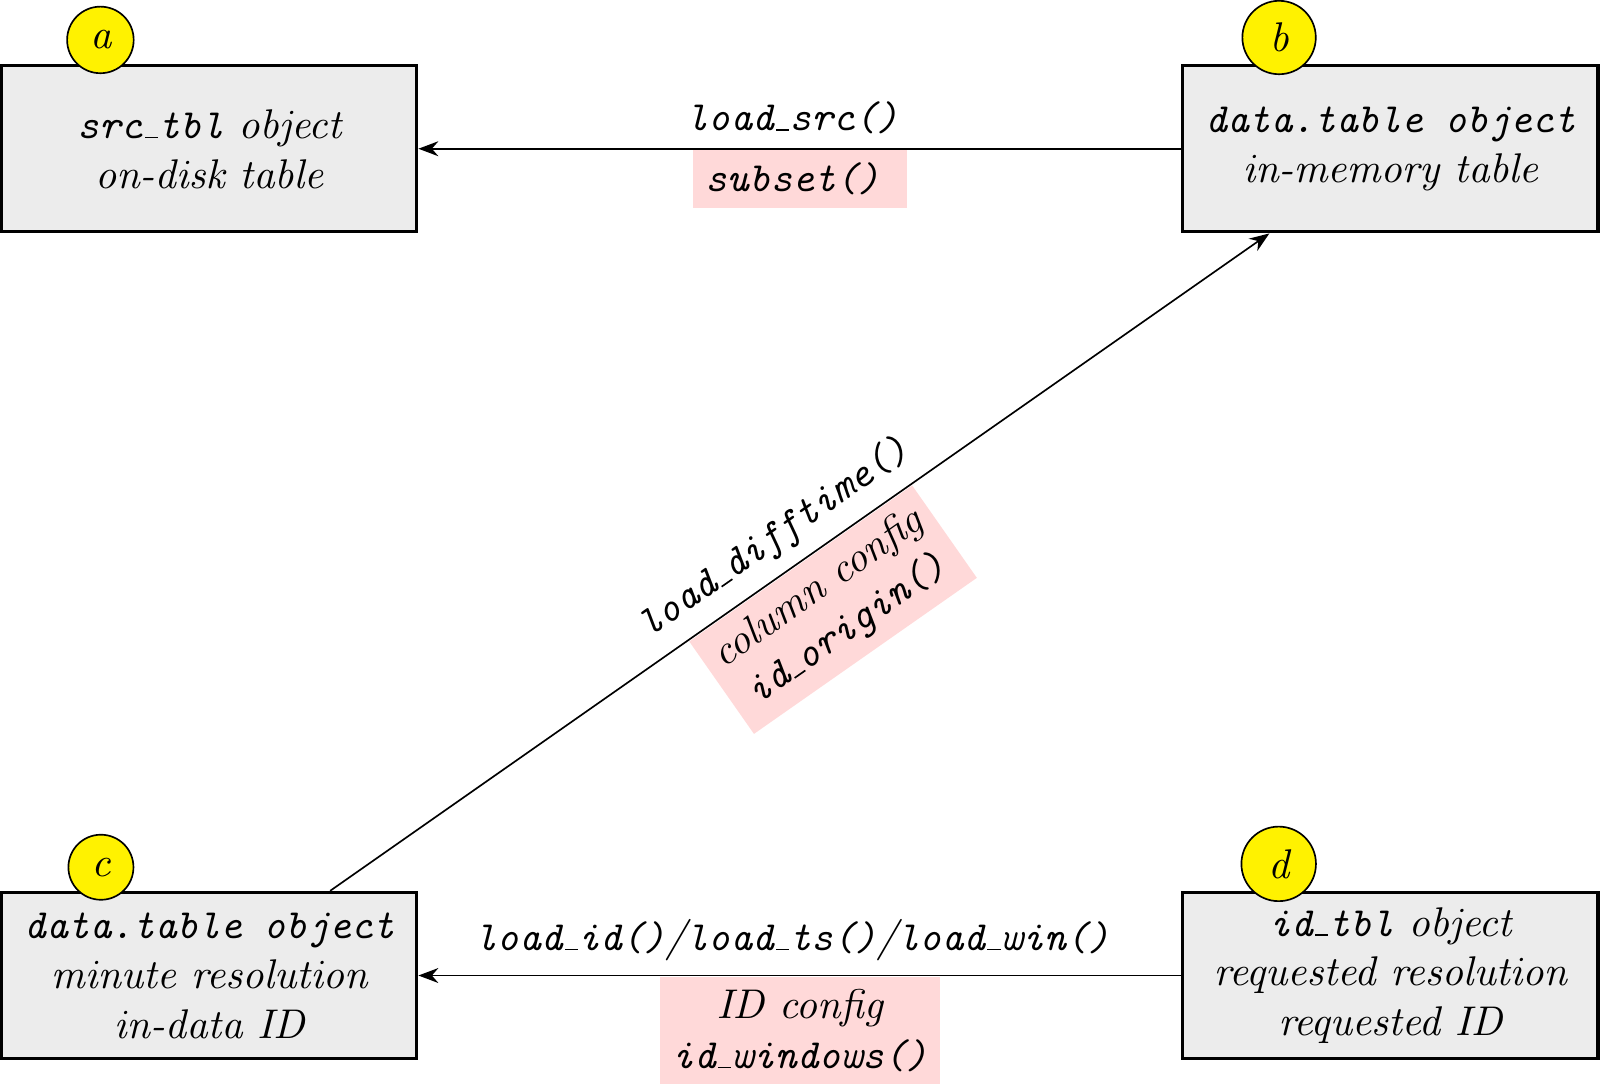 a
b
src_tbl object
on-disk table
load_src()
subset()
data.table object
in-memory table
load_difftime()
column config
id_origin()
c
d
data.table object
minute resolution
in-data ID
load_id()/load_ts()/load_win()
ID config
id_windows()
id_tbl object
requested resolution
requested ID